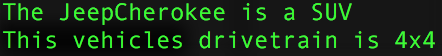 The JeepCherokee is a SUV
This vehicles drivetrain is 4x4